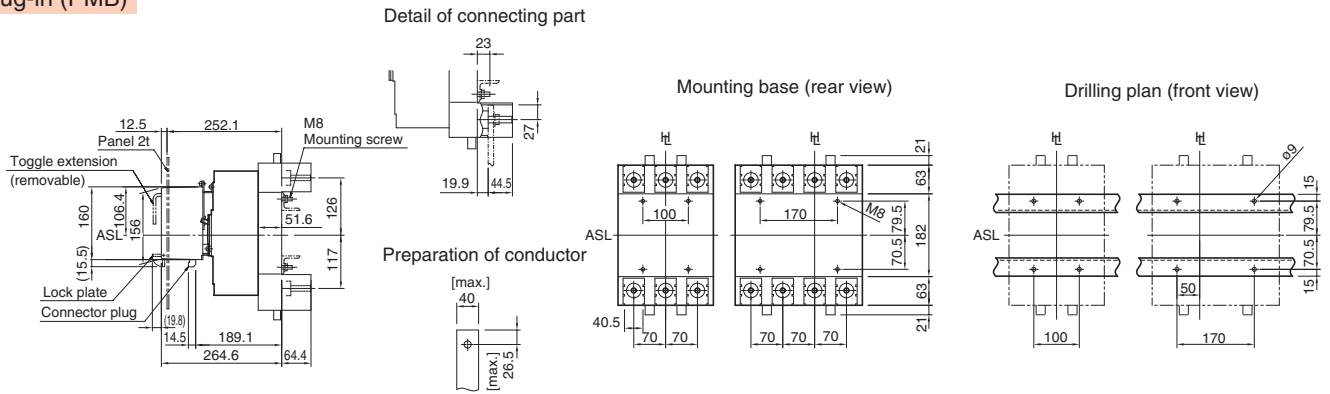 ug-in (PMB)
Detail of connecting part
23
27
19.9
44.5
12.5
252.1
M8
Mounting screw
Panel 2t
Toggle extension
(removable)
160
106.4
156
ASL
(15.5)
51.6
126
117
Lock plate
Connector plug
(19.8)
14.5
189.1
264.6
64.4
Preparation of conductor
[max.]
40
[max.]
26.5
Mounting base (rear view)
HL
HL
21
63
100
170
M8
79.5
182
ASL
70.5
63
40.5
70
70
70
70
70
21
Drilling plan (front view)
HL
HL
ø9
15
79.5
ASL
70.5
50
15
100
170